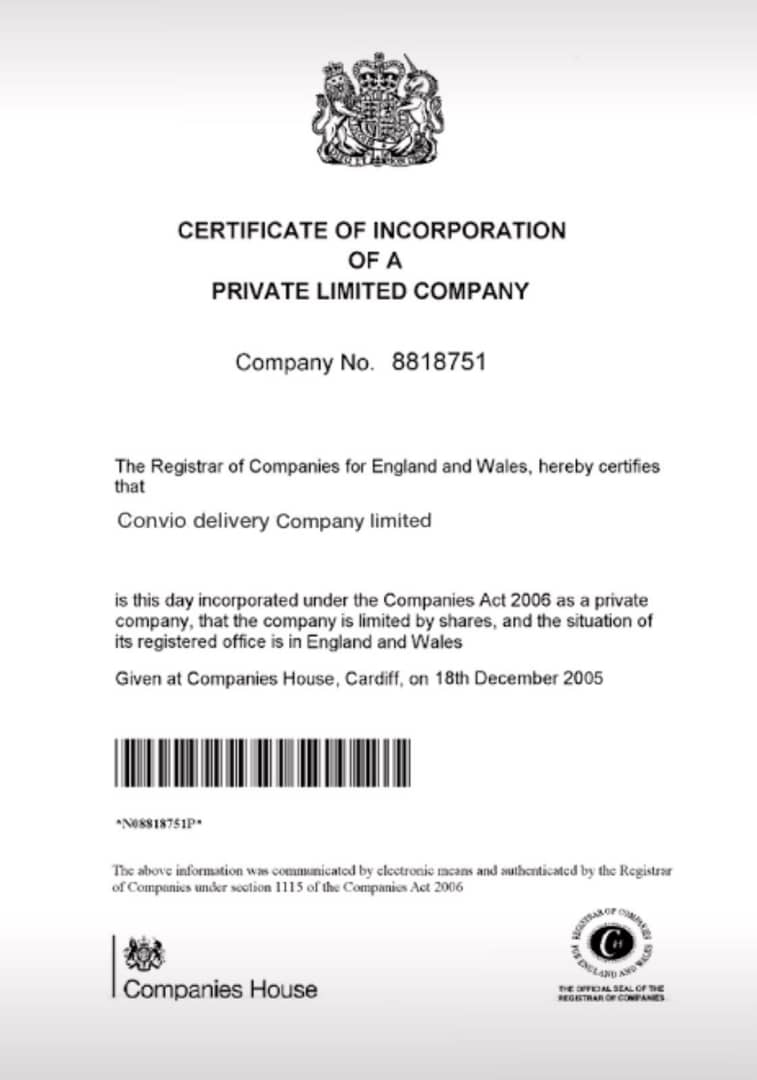 CERTIFICATE OF INCORPORATION
OF A
PRIVATE LIMITED COMPANY
Company No. 8818751
The Registrar of Companies for England and Wales, hereby certifies
that
Convio delivery Company limited
is this day incorporated under the Companies Act 2006 as a private
company, that the company is limited by shares, and the situation of
its registered office is in England and Wales
Given at Companies House, Cardiff, on 18th December 2005
*N08818751P*
The above information was communicated by electronic means and authenticated by the Registrar
of Companies under section 1115 of the Companies Act 2006
REGISTRAR OF COMPANIES
FOR ENGLAND AND WALES
CH
Companies House
THE OFFICIAL SEAL OF THE
REGISTRAR OF COMPANIES